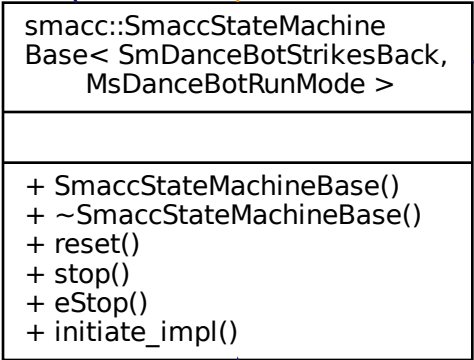 smacc::SmaccStateMachine
Base< SmDanceBotStrikesBack,
MsDanceBotRunMode >
+ SmaccStateMachineBase()
+ ~SmaccStateMachineBase()
+ reset()
+ stop()
+ eStop()
+ initiate_impl()